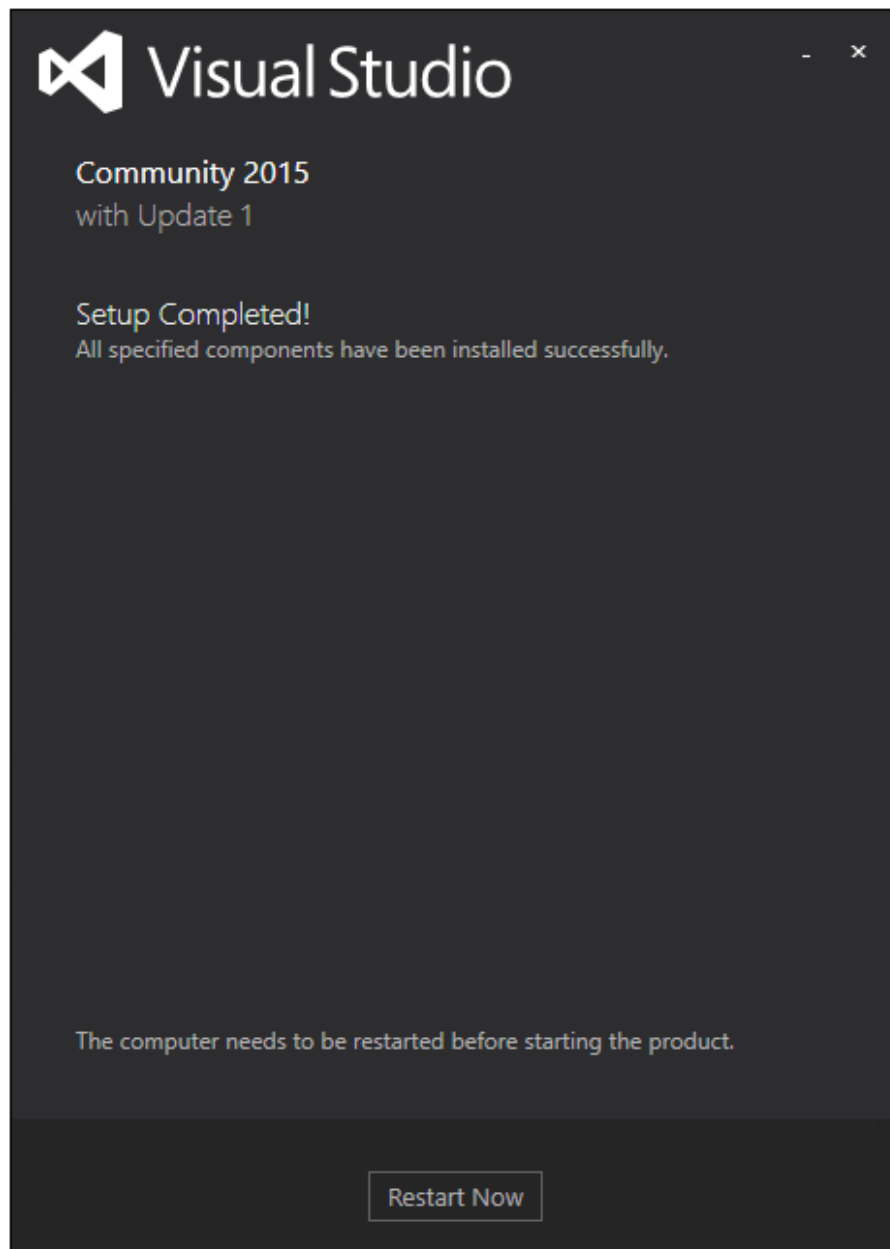 Visual Studio
Community 2015
with Update 1
Setup Completed!
All specified components have been installed successfully.
The computer needs to be restarted before starting the product.
Restart Now